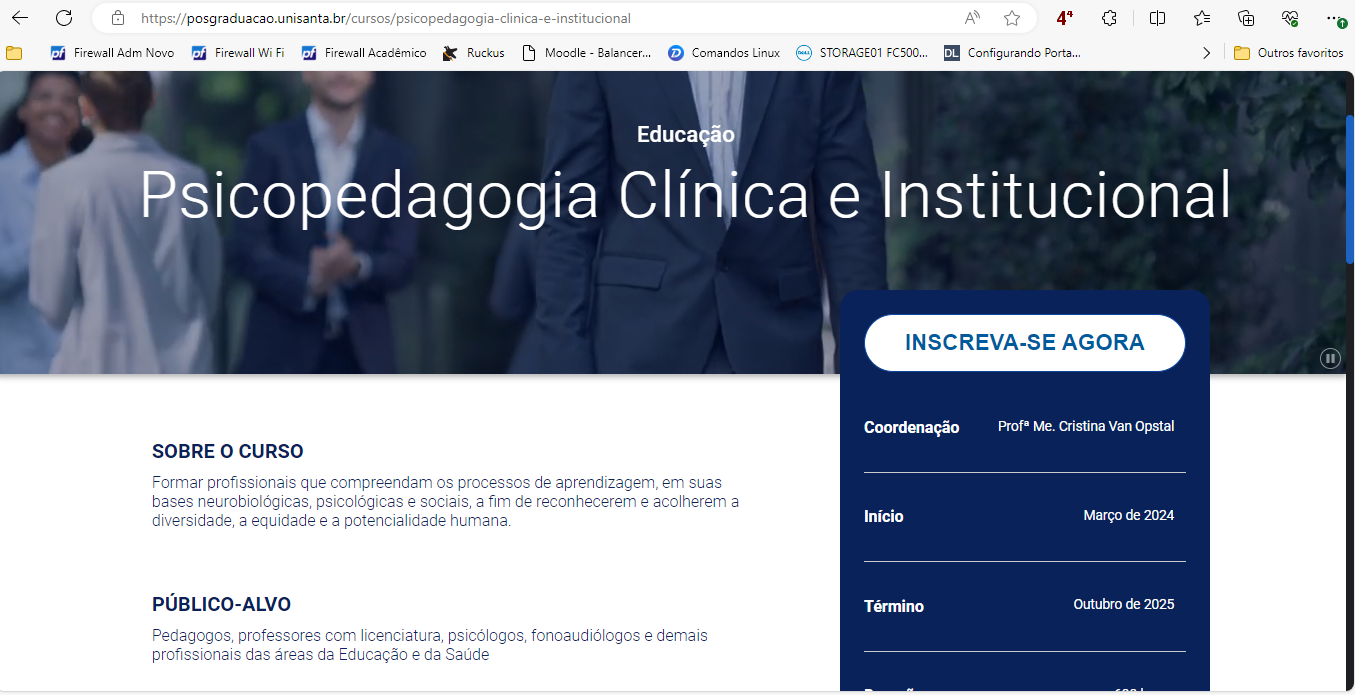 https://posgraduacao.unisanta.br/cursos/psicopedagogia-clinica-e-institucional
Firewall Adm Novo Firewall Wi Fi Firewall Acadêmico Ruckus Moodle - Balancer... Comandos Linux STORAGE01 FC500... Configurando Porta... Outros favoritos
Educação
Psicopedagogia Clínica e Institucional
INSCREVA-SE AGORA
Coordenação Profª Me. Cristina Van Opstal
Início Março de 2024
Término Outubro de 2025
SOBRE O CURSO
Formar profissionais que compreendam os processos de aprendizagem, em suas
bases neurobiológicas, psicológicas e sociais, a fim de reconhecerem e acolherem a
diversidade, a equidade e a potencialidade humana.
PÚBLICO-ALVO
Pedagogos, professores com licenciatura, psicólogos, fonoaudiólogos e demais
profissionais das áreas da Educação e da Saúde